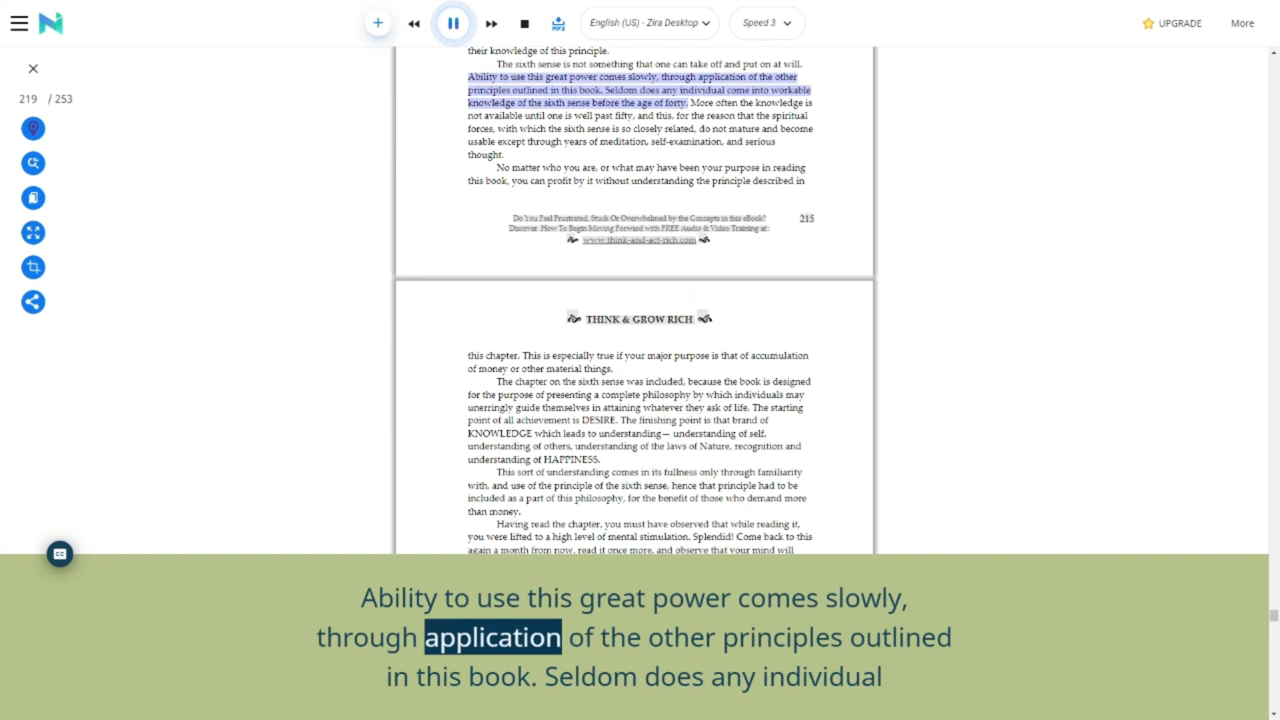 English (US) - Zira Desktop
Speed 3
UPGRADE
More
MP3
219 / 253
their knowledge of this principle.
The sixth sense is not something that one can take off and put on at will.
Ability to use this great power comes slowly, through application of the other
principles outlined in this book. Seldom does any individual come into workable
knowledge of the sixth sense before the age of forty. More often the knowledge is
not available until one is well past fifty, and this, for the reason that the spiritual
forces, with which the sixth sense is so closely related, do not mature and become
usable except through years of meditation, self-examination, and serious
thought.
No matter who you are, or what may have been your purpose in reading
this book, you can profit by it without understanding the principle described in
Do You Feel Frustrated, Stuck Or Overwhelmed by the Concepts in this eBook?
215
Discover How To Begin Moving Forward with FREE Audio & Video Training at:
www.think-and-act-rich.com
THINK & GROW RICH
this chapter. This is especially true if your major purpose is that of accumulation
of money or other material things.
The chapter on the sixth sense was included, because the book is designed
for the purpose of presenting a complete philosophy by which individuals may
unerringly guide themselves in attaining whatever they ask of life. The starting
point of all achievement is DESIRE. The finishing point is that brand of
KNOWLEDGE which leads to understanding— understanding of self,
understanding of others, understanding of the laws of Nature, recognition and
understanding of HAPPINESS.
This sort of understanding comes in its fullness only through familiarity
with, and use of the principle of the sixth sense, hence that principle had to be
included as a part of this philosophy, for the benefit of those who demand more
than money.
Having read the chapter, you must have observed that while reading it,
you were lifted to a high level of mental stimulation. Splendid! Come back to this
again a month from now, read it once more, and observe that your mind will
CC
Ability to use this great power comes slowly,
through application of the other principles outlined
in this book. Seldom does any individual